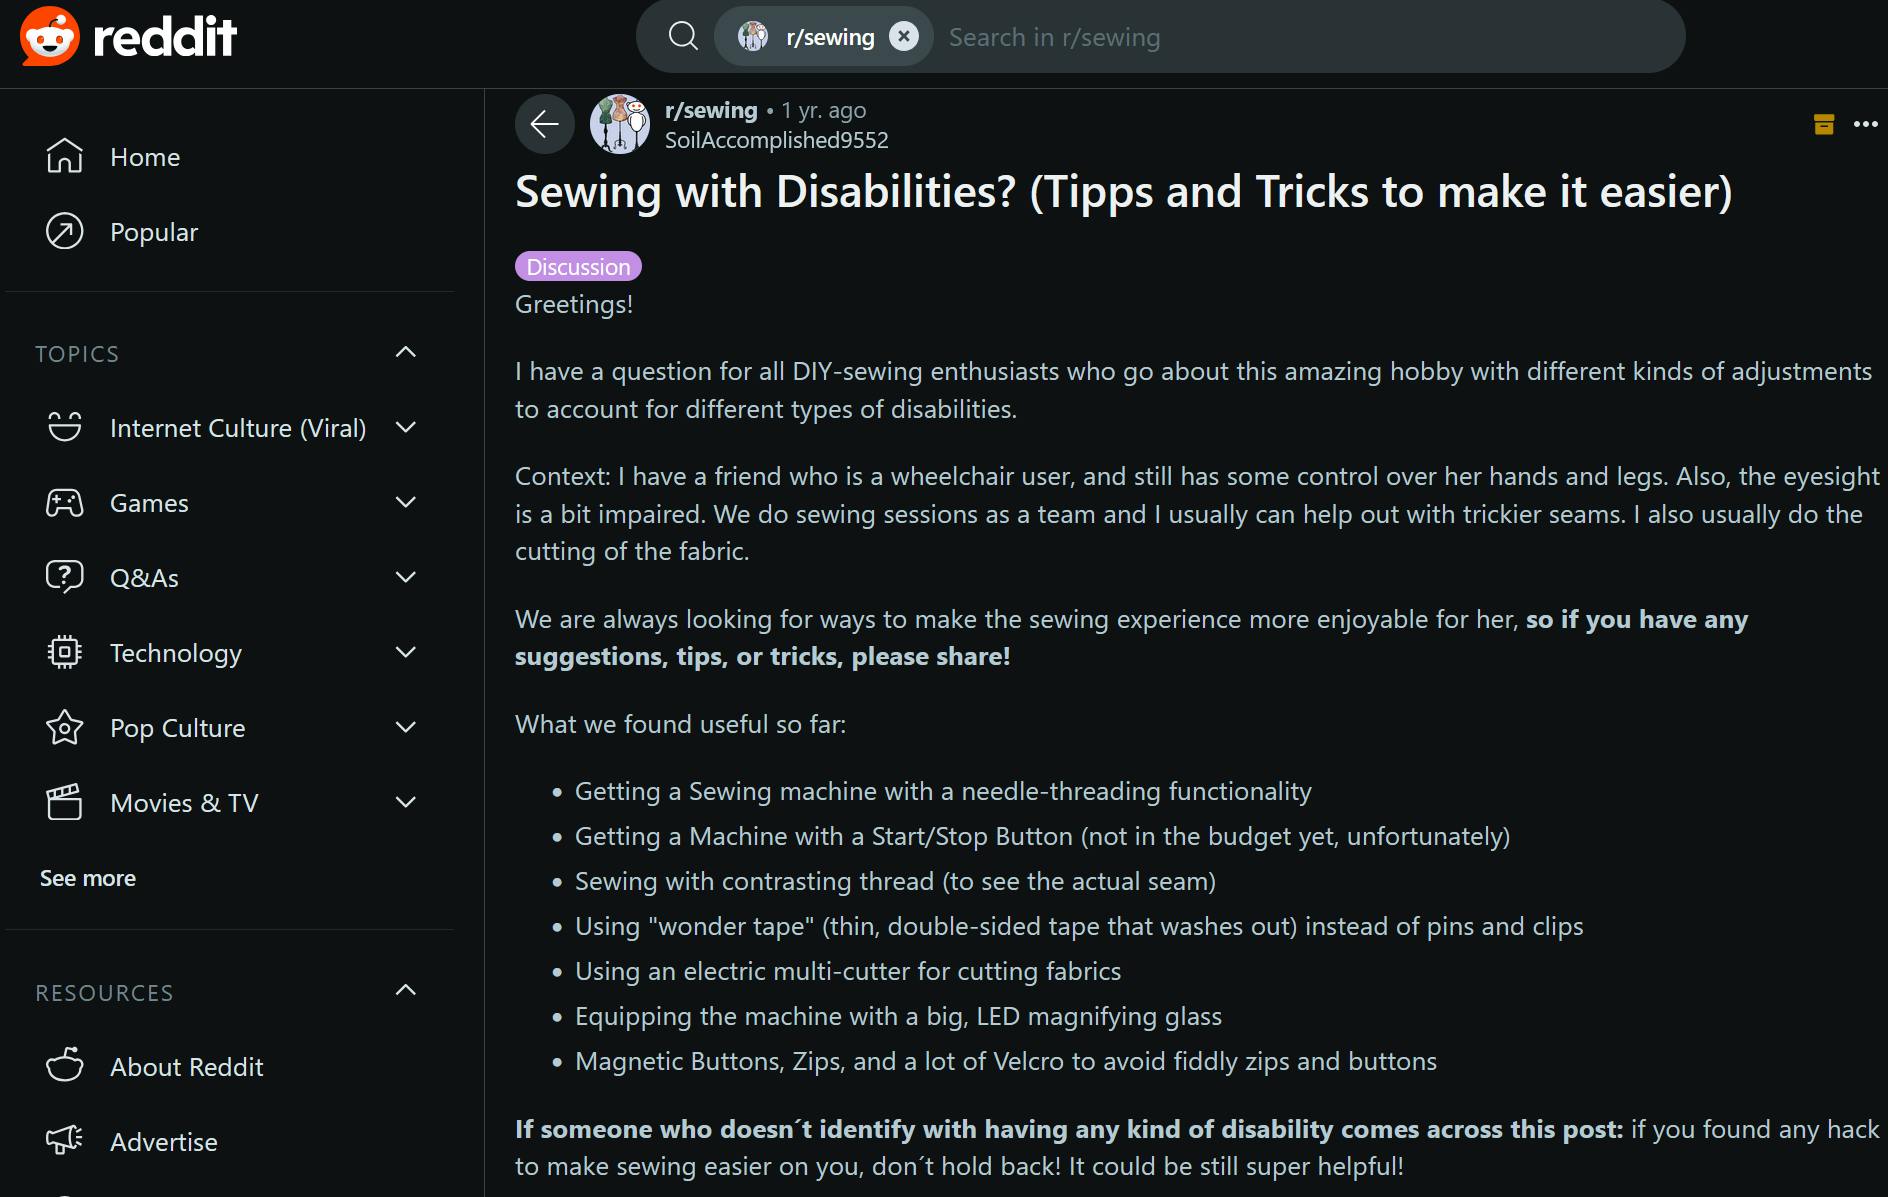 reddit
r/sewing
Search in r/sewing
Home
Popular
TOPICS
Internet Culture (Viral)
Games
Q&As
Technology
Pop Culture
Movies & TV
See more
RESOURCES
About Reddit
Advertise
r/sewing • 1 yr. ago
SoilAccomplished9552
Sewing with Disabilities? (Tipps and Tricks to make it easier)
Discussion
Greetings!
I have a question for all DIY-sewing enthusiasts who go about this amazing hobby with different kinds of adjustments
to account for different types of disabilities.
Context: I have a friend who is a wheelchair user, and still has some control over her hands and legs. Also, the eyesight
is a bit impaired. We do sewing sessions as a team and I usually can help out with trickier seams. I also usually do the
cutting of the fabric.
We are always looking for ways to make the sewing experience more enjoyable for her, so if you have any
suggestions, tips, or tricks, please share!
What we found useful so far:
• Getting a Sewing machine with a needle-threading functionality
• Getting a Machine with a Start/Stop Button (not in the budget yet, unfortunately)
• Sewing with contrasting thread (to see the actual seam)
• Using "wonder tape" (thin, double-sided tape that washes out) instead of pins and clips
• Using an electric multi-cutter for cutting fabrics
• Equipping the machine with a big, LED magnifying glass
• Magnetic Buttons, Zips, and a lot of Velcro to avoid fiddly zips and buttons
If someone who doesn´t identify with having any kind of disability comes across this post: if you found any hack
to make sewing easier on you, don´t hold back! It could be still super helpful!